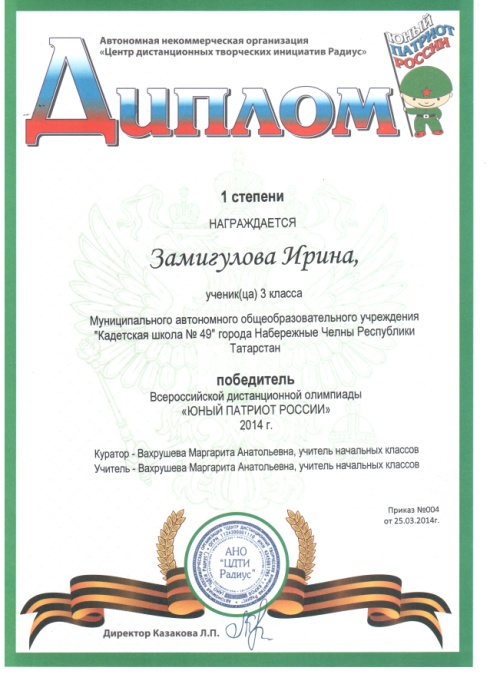 Автономная некоммерческая организация
«Центр дистанционных творческих инициатив Радиус»
ЮНЫЙ
ПАТРИОТ
РОССИИ
Диплом
1 степени
НАГРАЖДАЕТСЯ
Замигулова Ирина,
ученик(ца) 3 класса
Муниципального автономного общеобразовательного учреждения
"Кадетская школа № 49" города Набережные Челны Республики
Татарстан
победитель
Всероссийской дистанционной олимпиады
«ЮНЫЙ ПАТРИОТ РОССИИ»
2014 г.
Куратор - Вахрушева Маргарита Анатольевна, учитель начальных классов
Учитель - Вахрушева Маргарита Анатольевна, учитель начальных классов
Приказ №004
от 25.03.2014г.
АНО
"ЦДТИ
Радиус"
Директор Казакова Л.П.